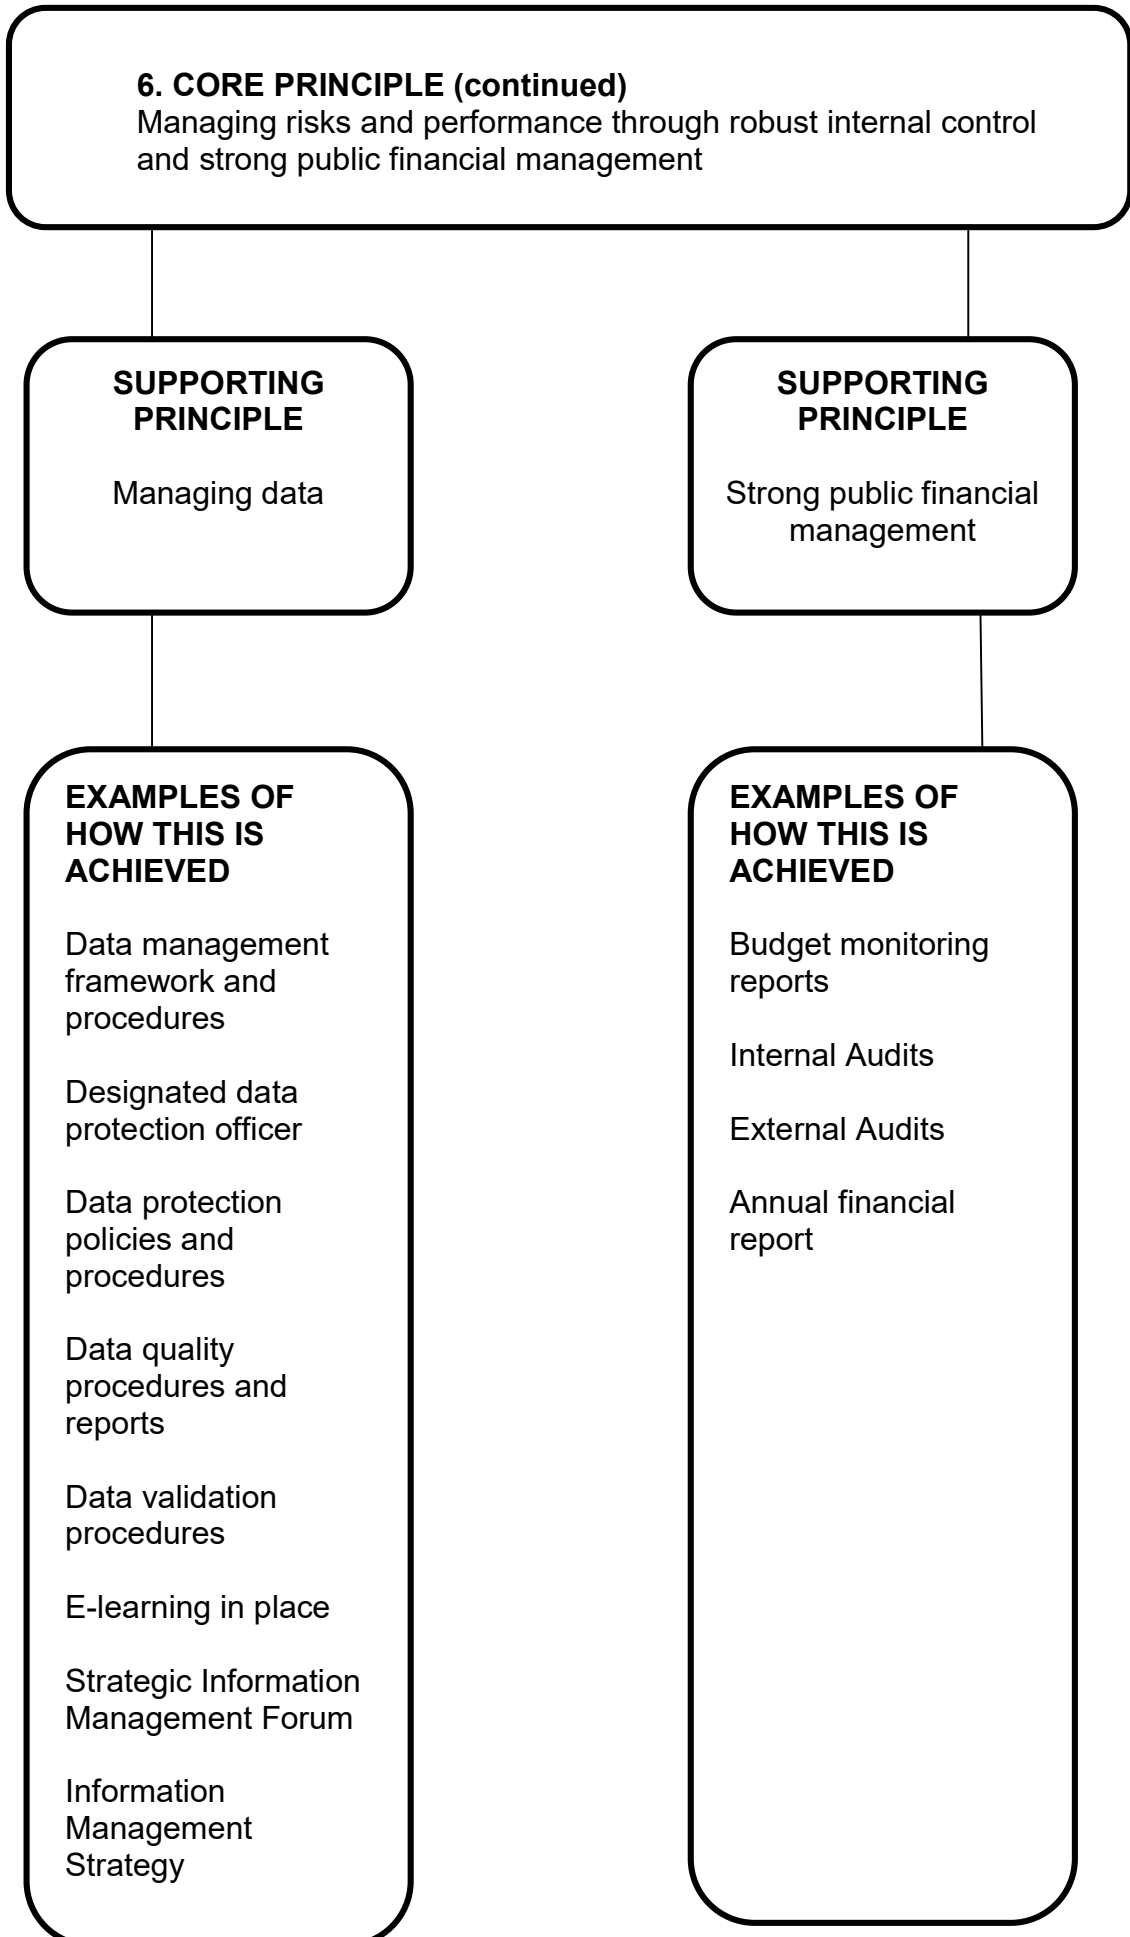 6. CORE PRINCIPLE (continued)
Managing risks and performance through robust internal control
and strong public financial management
SUPPORTING
PRINCIPLE
Managing data
SUPPORTING
PRINCIPLE
Strong public financial
management
EXAMPLES OF
HOW THIS IS
ACHIEVED
Data management
framework and
procedures
Designated data
protection officer
Data protection
policies and
procedures
Data quality
procedures and
reports
Data validation
procedures
E-learning in place
Strategic Information
Management Forum
Information
Management
Strategy
EXAMPLES OF
HOW THIS IS
ACHIEVED
Budget monitoring
reports
Internal Audits
External Audits
Annual financial
report